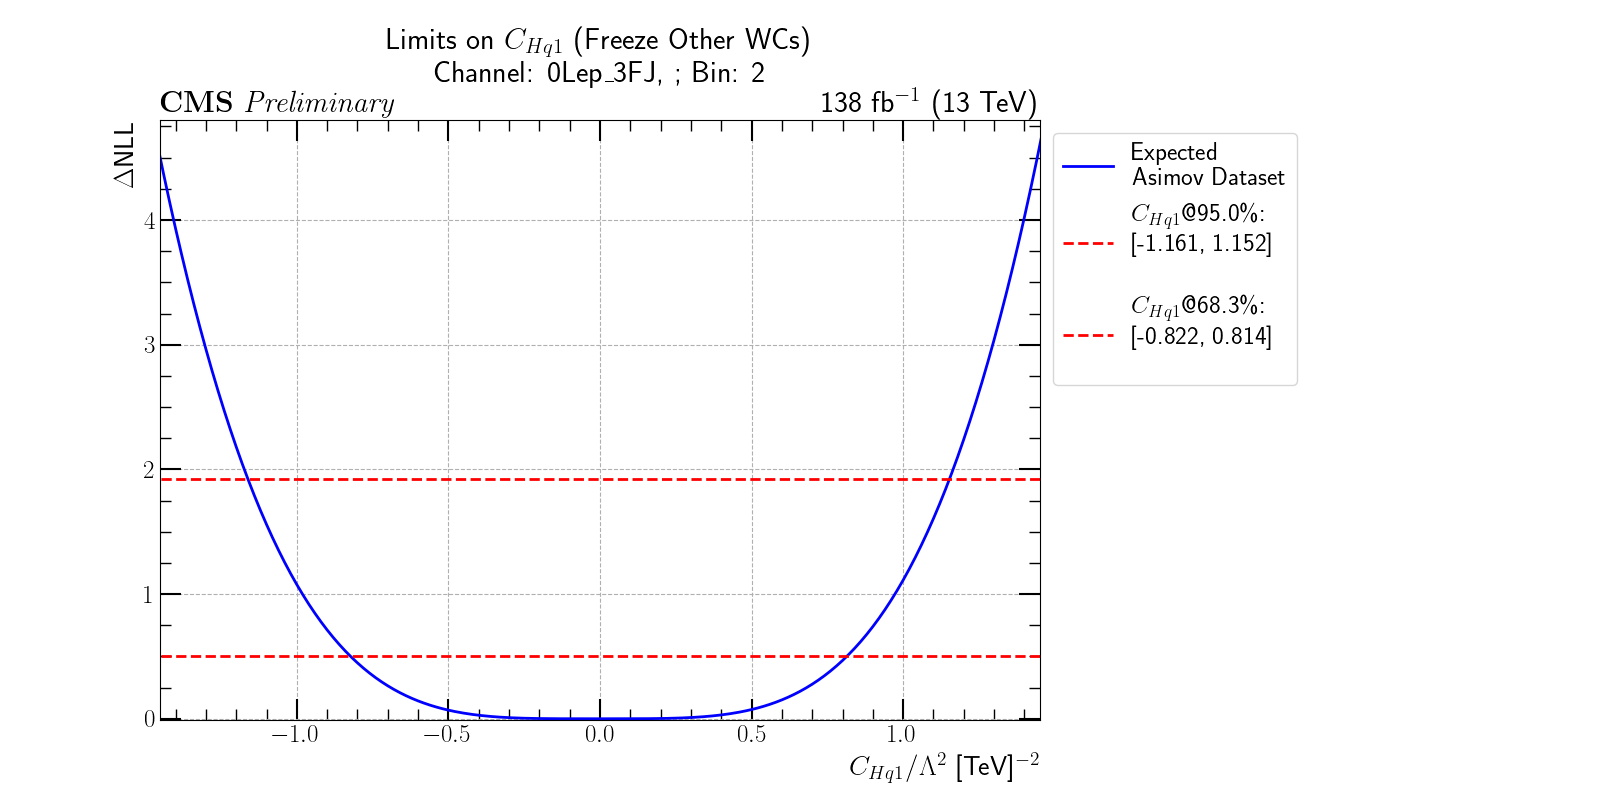 Limits on C_{Hq1} (Freeze Other WCs)
Channel: 0Lep_3FJ, ; Bin: 2
CMS Preliminary 138 fb^{-1} (13 TeV)
ΔNLL
4
3
2
1
0
−1.0 −0.5 0.0 0.5 1.0
C_{Hq1}/Λ^2 [TeV]^{-2}
Expected
Asimov Dataset
C_{Hq1}@95.0%:
[-1.161, 1.152]
C_{Hq1}@68.3%:
[-0.822, 0.814]